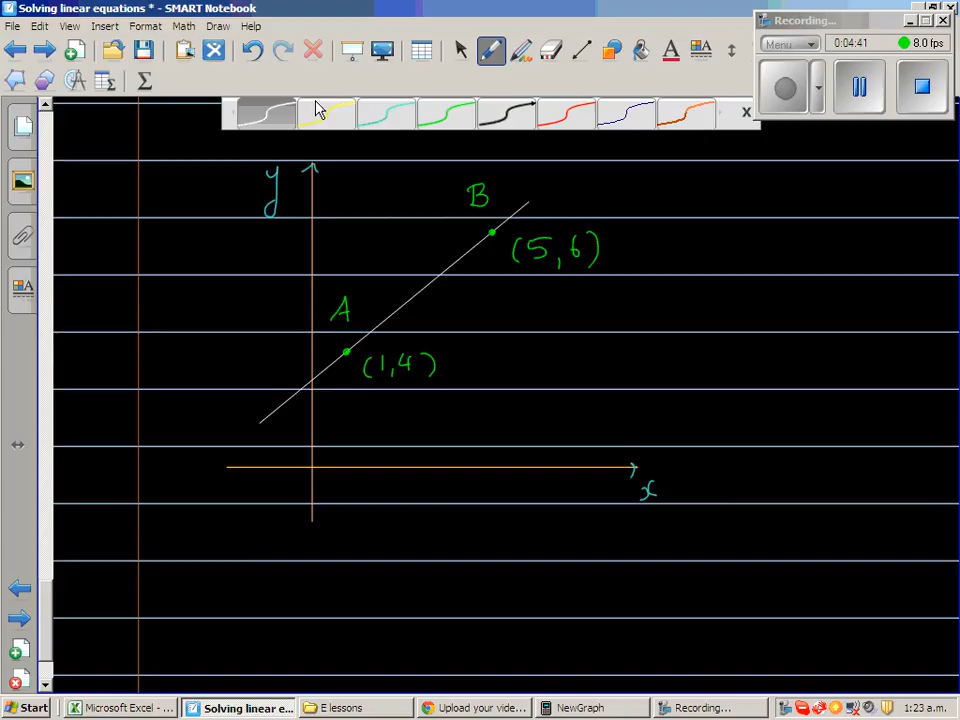 Solving linear equations * - SMART Notebook
File Edit View Insert Format Math Draw Help
Recording...
Menu 0:04:41 8.0 fps
y
B
(5,6)
A
(1,4)
x
Start Microsoft Excel - ... Solving linear e... E lessons Upload your vide... NewGraph Recording... 1:23 a.m.